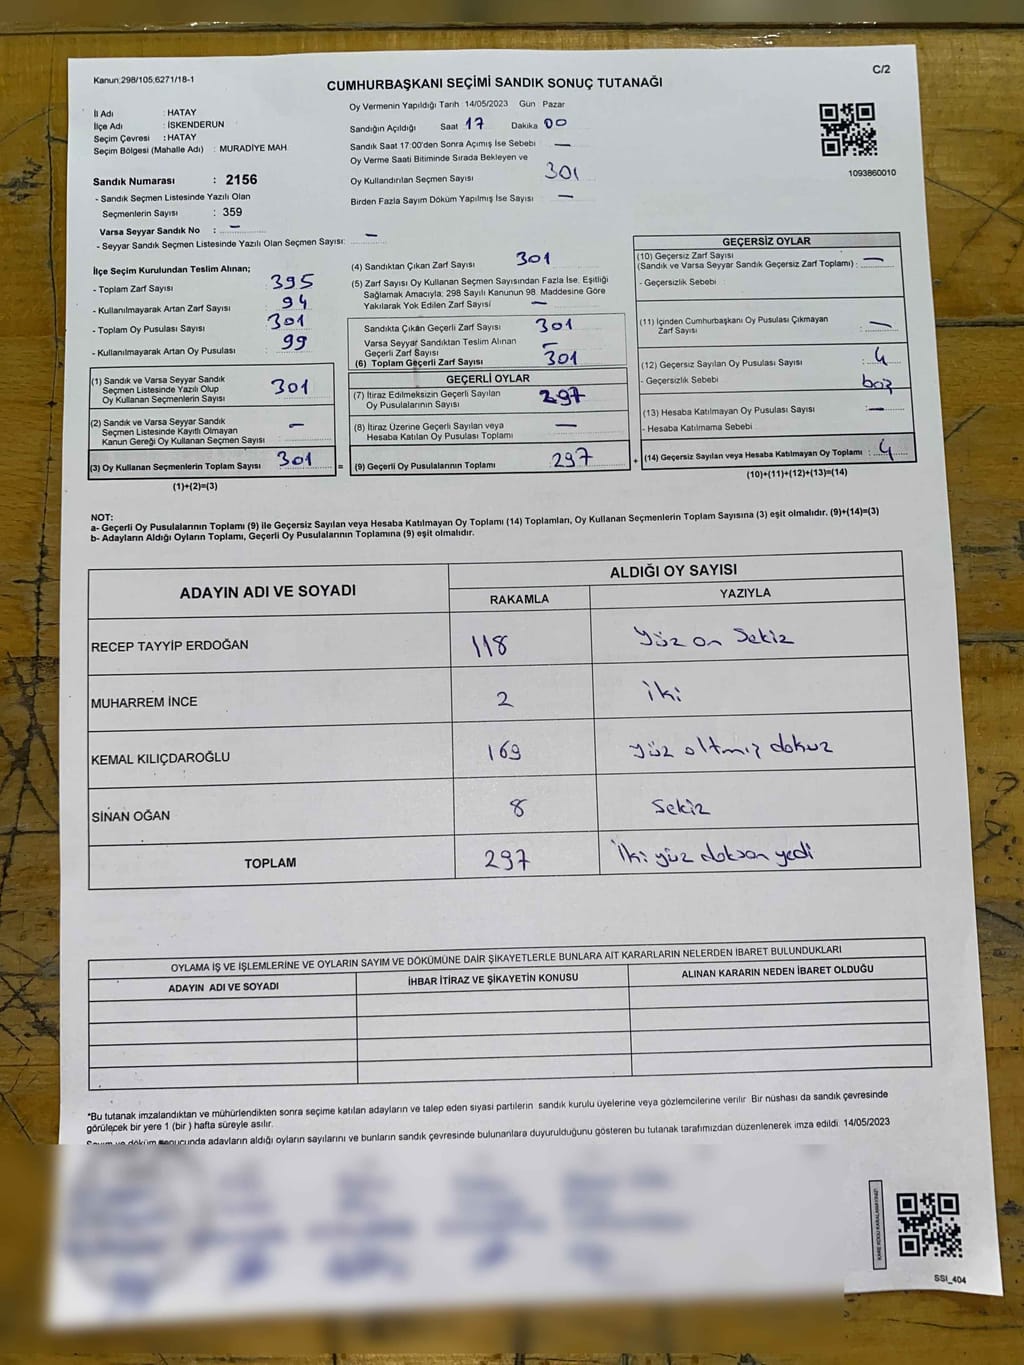 Kanun:298/105,6271/18-1
C/2
CUMHURBAŞKANI SEÇİMİ SANDIK SONUÇ TUTANAĞI
İl Adı : HATAY
İlçe Adı : İSKENDERUN
Seçim Çevresi : HATAY
Seçim Bölgesi (Mahalle Adı) : MURADİYE MAH
Sandık Numarası : 2156
- Sandık Seçmen Listesinde Yazılı Olan
Seçmenlerin Sayısı : 359
Varsa Seyyar Sandık No : –
- Seyyar Sandık Seçmen Listesinde Yazılı Olan Seçmen Sayısı: –
Oy Vermenin Yapıldığı Tarih 14/05/2023 Gün Pazar
Sandığın Açıldığı Saat 17 Dakika 00
Sandık Saat 17:00'den Sonra Açımış İse Sebebi –
Oy Verme Saati Bitiminde Sırada Bekleyen ve
Oy Kullandırılan Seçmen Sayısı 301
Birden Fazla Sayım Döküm Yapılmış İse Sayısı –
1093860010
İlçe Seçim Kurulundan Teslim Alınan;
- Toplam Zarf Sayısı 395
- Kullanılmayarak Artan Zarf Sayısı 94
- Toplam Oy Pusulası Sayısı 301
- Kullanılmayarak Artan Oy Pusulası 99
(1) Sandık ve Varsa Seyyar Sandık
Seçmen Listesinde Yazılı Olup
Oy Kullanan Seçmenlerin Sayısı 301
(2) Sandık ve Varsa Seyyar Sandık
Seçmen Listesinde Kayıtlı Olmayan
Kanun Gereği Oy Kullanan Seçmen Sayısı –
(3) Oy Kullanan Seçmenlerin Toplam Sayısı 301
(1)+(2)=(3)
(4) Sandıktan Çıkan Zarf Sayısı 301
(5) Zarf Sayısı Oy Kullanan Seçmen Sayısından Fazla İse, Eşitliği
Sağlamak Amacıyla; 298 Sayılı Kanunun 98. Maddesine Göre
Yakılarak Yok Edilen Zarf Sayısı –
Sandıkta Çıkan Geçerli Zarf Sayısı 301
Varsa Seyyar Sandıktan Teslim Alınan
Geçerli Zarf Sayısı –
(6) Toplam Geçerli Zarf Sayısı 301
GEÇERLİ OYLAR
(7) İtiraz Edilmeksizin Geçerli Sayılan
Oy Pusulalarının Sayısı 297
(8) İtiraz Üzerine Geçerli Sayılan veya
Hesaba Katılan Oy Pusulası Toplamı –
= (9) Geçerli Oy Pusulalarının Toplamı 297
GEÇERSİZ OYLAR
(10) Geçersiz Zarf Sayısı
(Sandık ve Varsa Seyyar Sandık Geçersiz Zarf Toplamı) : –
- Geçersizlik Sebebi
(11) İçinden Cumhurbaşkanı Oy Pusulası Çıkmayan
Zarf Sayısı : –
(12) Geçersiz Sayılan Oy Pusulası Sayısı : 4
- Geçersizlik Sebebi boş
(13) Hesaba Katılmayan Oy Pusulası Sayısı : –
- Hesaba Katılmama Sebebi
+ (14) Geçersiz Sayılan veya Hesaba Katılmayan Oy Toplamı : 4
(10)+(11)+(12)+(13)=(14)
NOT:
a- Geçerli Oy Pusulalarının Toplamı (9) ile Geçersiz Sayılan veya Hesaba Katılmayan Oy Toplamı (14) Toplamları, Oy Kullanan Seçmenlerin Toplam Sayısına (3) eşit olmalıdır. (9)+(14)=(3)
b- Adayların Aldığı Oyların Toplamı, Geçerli Oy Pusulalarının Toplamına (9) eşit olmalıdır.
ADAYIN ADI VE SOYADI ALDIĞI OY SAYISI
RAKAMLA YAZIYLA
RECEP TAYYİP ERDOĞAN 118 Yüz on Sekiz
MUHARREM İNCE 2 iki
KEMAL KILIÇDAROĞLU 169 Yüz altmış dokuz
SİNAN OĞAN 8 Sekiz
TOPLAM 297 iki yüz doksan yedi
OYLAMA İŞ VE İŞLEMLERİNE VE OYLARIN SAYIM VE DÖKÜMÜNE DAİR ŞİKAYETLERLE BUNLARA AİT KARARLARIN NELERDEN İBARET BULUNDUKLARI
ADAYIN ADI VE SOYADI İHBAR İTİRAZ VE ŞİKAYETİN KONUSU ALINAN KARARIN NEDEN İBARET OLDUĞU
*Bu tutanak imzalandıktan ve mühürlendikten sonra seçime katılan adayların ve talep eden siyasi partilerin sandık kurulu üyelerine veya gözlemcilerine verilir. Bir nüshası da sandık çevresinde
görülecek bir yere 1 (bir ) hafta süreyle asılır.
Sayım ve döküm sonucunda adayların aldığı oyların sayılarını ve bunların sandık çevresinde bulunanlara duyurulduğunu gösteren bu tutanak tarafımızdan düzenlenerek imza edildi. 14/05/2023
SSI_404